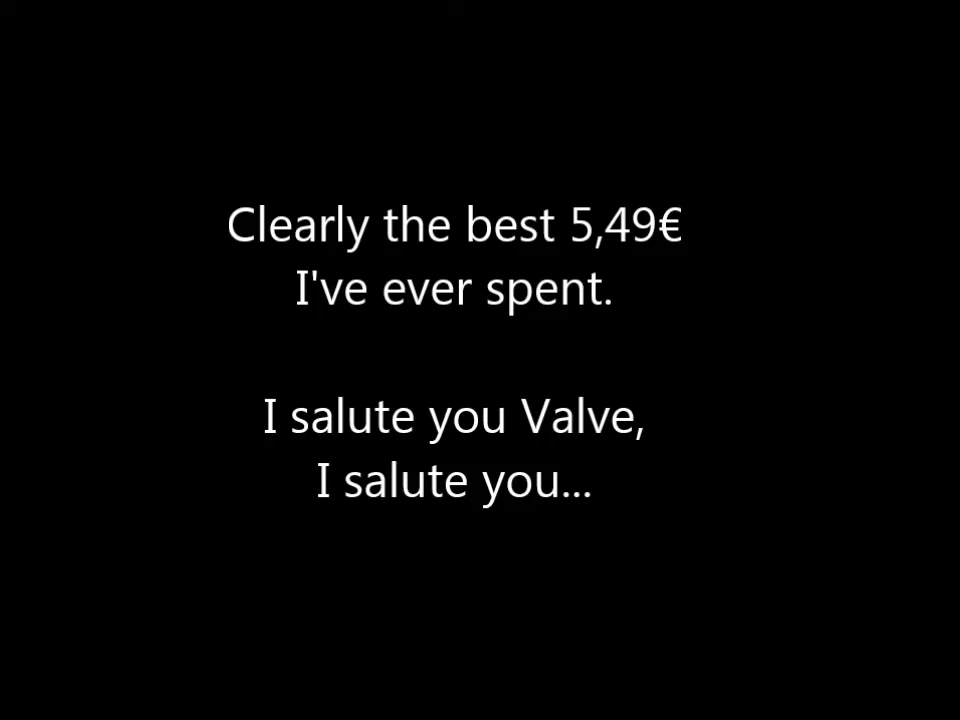 Clearly the best 5,49€
I've ever spent.
I salute you Valve,
I salute you...